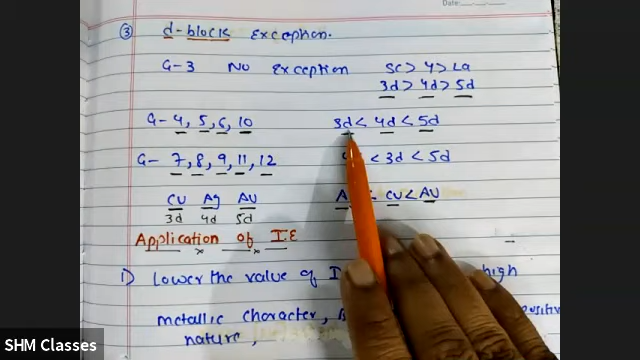 Date:
③ d-block Exception.
G-3 NO Exception Sc > Y > La
3d > 4d > 5d
G-4, 5, 6, 10 3d < 4d < 5d
G- 7, 8, 9, 11, 12 < 3d < 5d
Cu Ag Au < Cu < Au
3d 4d 5d
Application of I.E
1) Lower the value of high
metallic character,
nature,
SHM Classes